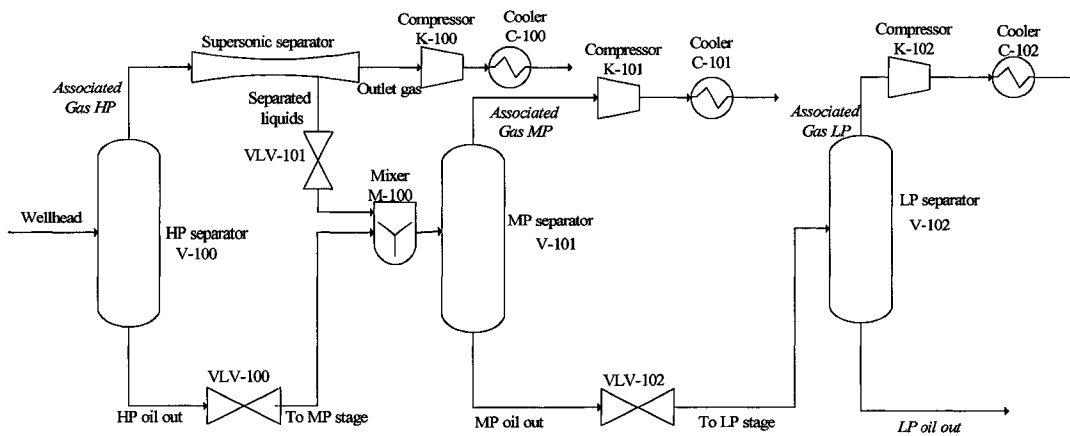 Compressor
K-100
Cooler
C-100
Compressor
K-101
Cooler
C-101
Compressor
K-102
Cooler
C-102
Supersonic separator
Associated
Gas HP
Separated
liquids
Outlet gas
Associated
Gas MP
Associated
Gas LP
VLV-101
Mixer
M-100
Wellhead
HP separator
V-100
MP separator
V-101
LP separator
V-102
VLV-100
HP oil out
To MP stage
VLV-102
MP oil out
To LP stage
LP oil out